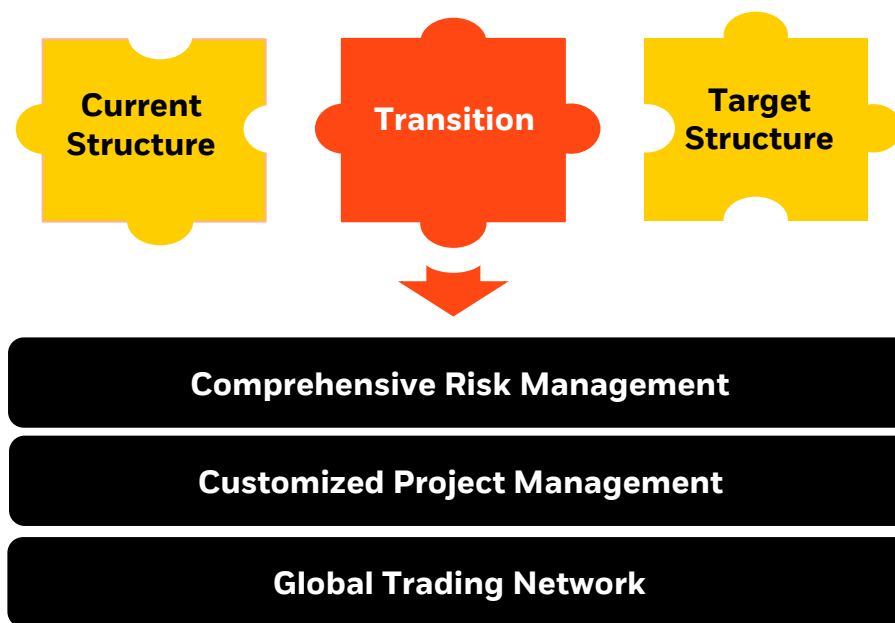 Current
Structure
Transition
Target
Structure
Comprehensive Risk Management
Customized Project Management
Global Trading Network